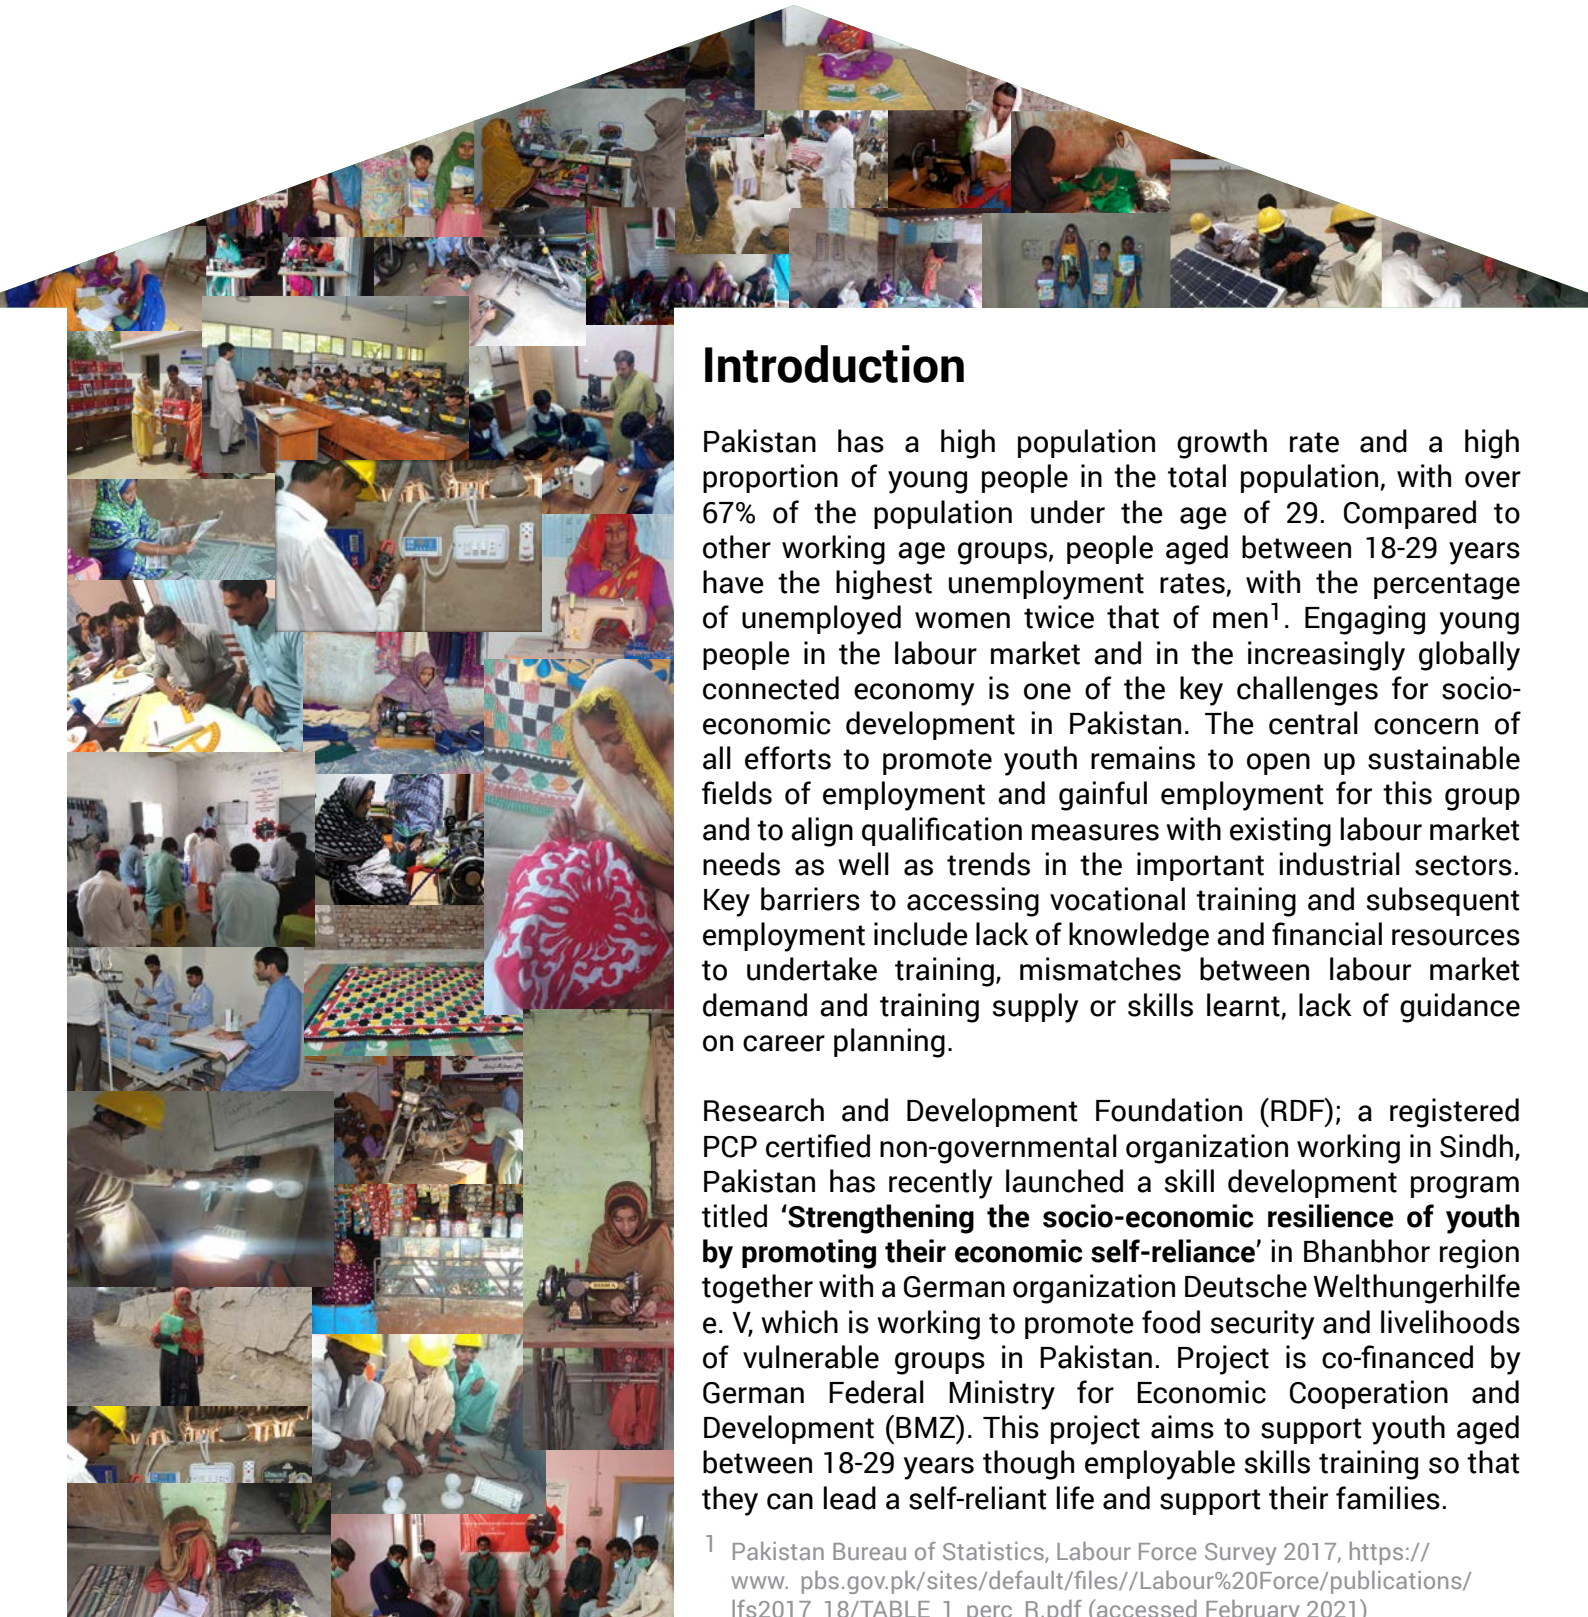 Introduction
Pakistan has a high population growth rate and a high
proportion of young people in the total population, with over
67% of the population under the age of 29. Compared to
other working age groups, people aged between 18-29 years
have the highest unemployment rates, with the percentage
of unemployed women twice that of men1. Engaging young
people in the labour market and in the increasingly globally
connected economy is one of the key challenges for socio-
economic development in Pakistan. The central concern of
all efforts to promote youth remains to open up sustainable
fields of employment and gainful employment for this group
and to align qualification measures with existing labour market
needs as well as trends in the important industrial sectors.
Key barriers to accessing vocational training and subsequent
employment include lack of knowledge and financial resources
to undertake training, mismatches between labour market
demand and training supply or skills learnt, lack of guidance
on career planning.
Research and Development Foundation (RDF); a registered
PCP certified non-governmental organization working in Sindh,
Pakistan has recently launched a skill development program
titled ‘Strengthening the socio-economic resilience of youth
by promoting their economic self-reliance’ in Bhanbhor region
together with a German organization Deutsche Welthungerhilfe
e. V, which is working to promote food security and livelihoods
of vulnerable groups in Pakistan. Project is co-financed by
German Federal Ministry for Economic Cooperation and
Development (BMZ). This project aims to support youth aged
between 18-29 years though employable skills training so that
they can lead a self-reliant life and support their families.
1 Pakistan Bureau of Statistics, Labour Force Survey 2017, https://
www. pbs.gov.pk/sites/default/files//Labour%20Force/publications/
lfs2017_18/TABLE_1_perc_R.pdf (accessed February 2021)